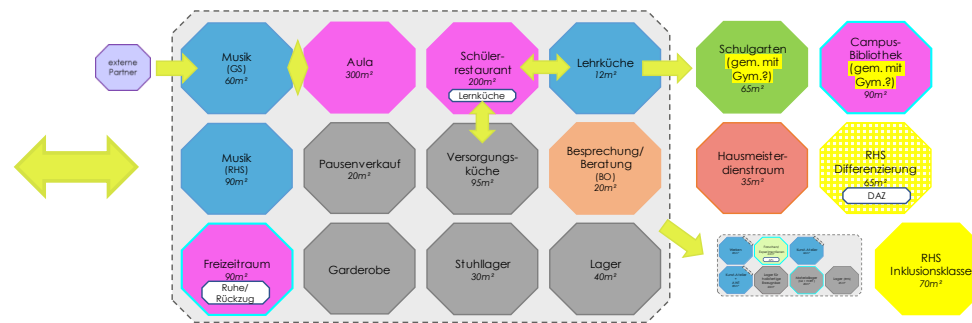 externe
Partner
Musik
(GS)
60m²
Aula
300m²
Schüler-
restaurant
200m²
Lernküche
Lehrküche
12m²
Schulgarten
(gem. mit
Gym.?)
65m²
Campus-
Bibliothek
(gem. mit
Gym.?)
90m²
Musik
(RHS)
90m²
Pausenverkauf
20m²
Versorgungs-
küche
95m²
Besprechung/
Beratung
(BO)
20m²
Hausmeister-
dienstraum
35m²
RHS
Differenzierung
65m²
DAZ
Freizeitraum
90m²
Ruhe/
Rückzug
Garderobe
Stuhllager
30m²
Lager
40m²
RHS
Inklusionsklasse
70m²